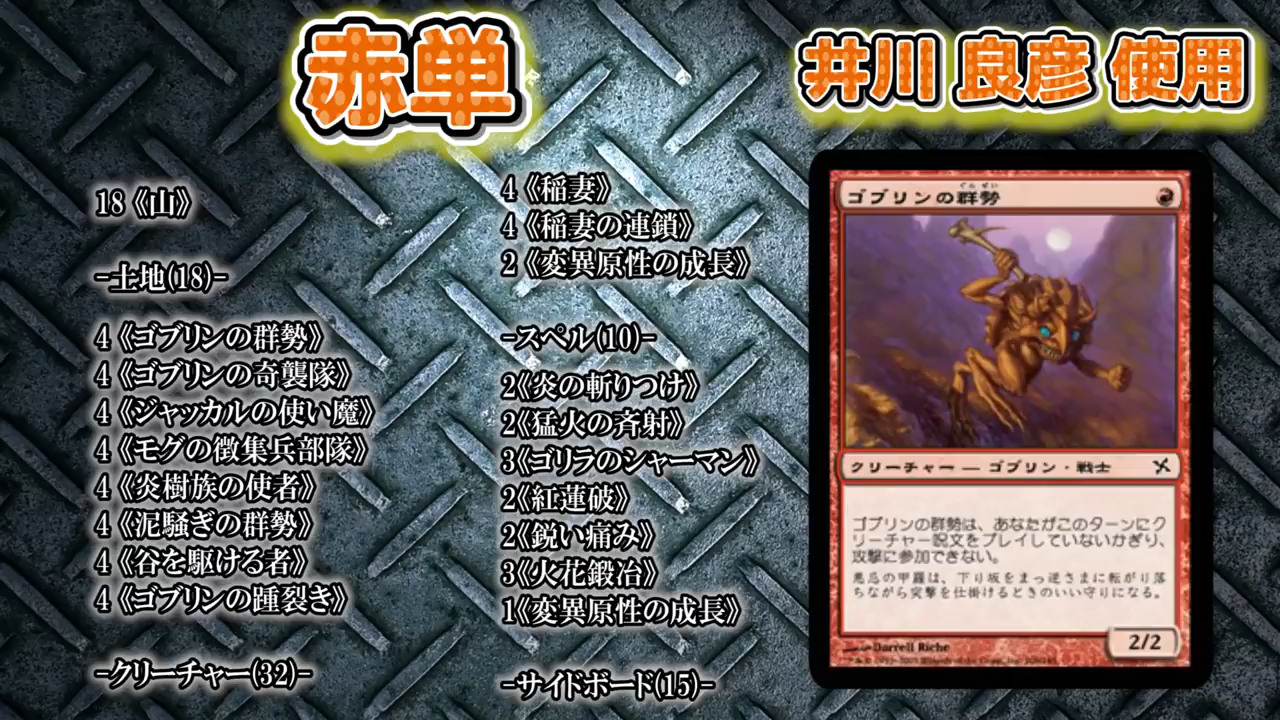 赤単
井川 良彦 使用
18《山》
-土地(18)-
4《ゴブリンの群勢》
4《ゴブリンの奇襲隊》
4《ジャッカルの使い魔》
4《モグの徴集兵部隊》
4《炎樹族の使者》
4《泥騒ぎの群勢》
4《谷を駆ける者》
4《ゴブリンの踵裂き》
-クリーチャー(32)-
4《稲妻》
4《稲妻の連鎖》
2《変異原性の成長》
-スペル(10)-
2《炎の斬りつけ》
2《猛火の斉射》
3《ゴリラのシャーマン》
2《紅蓮破》
2《鋭い痛み》
3《火花鍛冶》
1《変異原性の成長》
-サイドボード(15)-
ゴブリンの群勢
クリーチャー ― ゴブリン・戦士
ゴブリンの群勢は、あなたがこのターンにク
リーチャー呪文をプレイしていないかぎり、
攻撃に参加できない。
悪忌の甲羅は、下り坂をまっ逆さまに転がり落
ちながら突撃を仕掛けるときのいい守りになる。
Darrell Riche
2/2